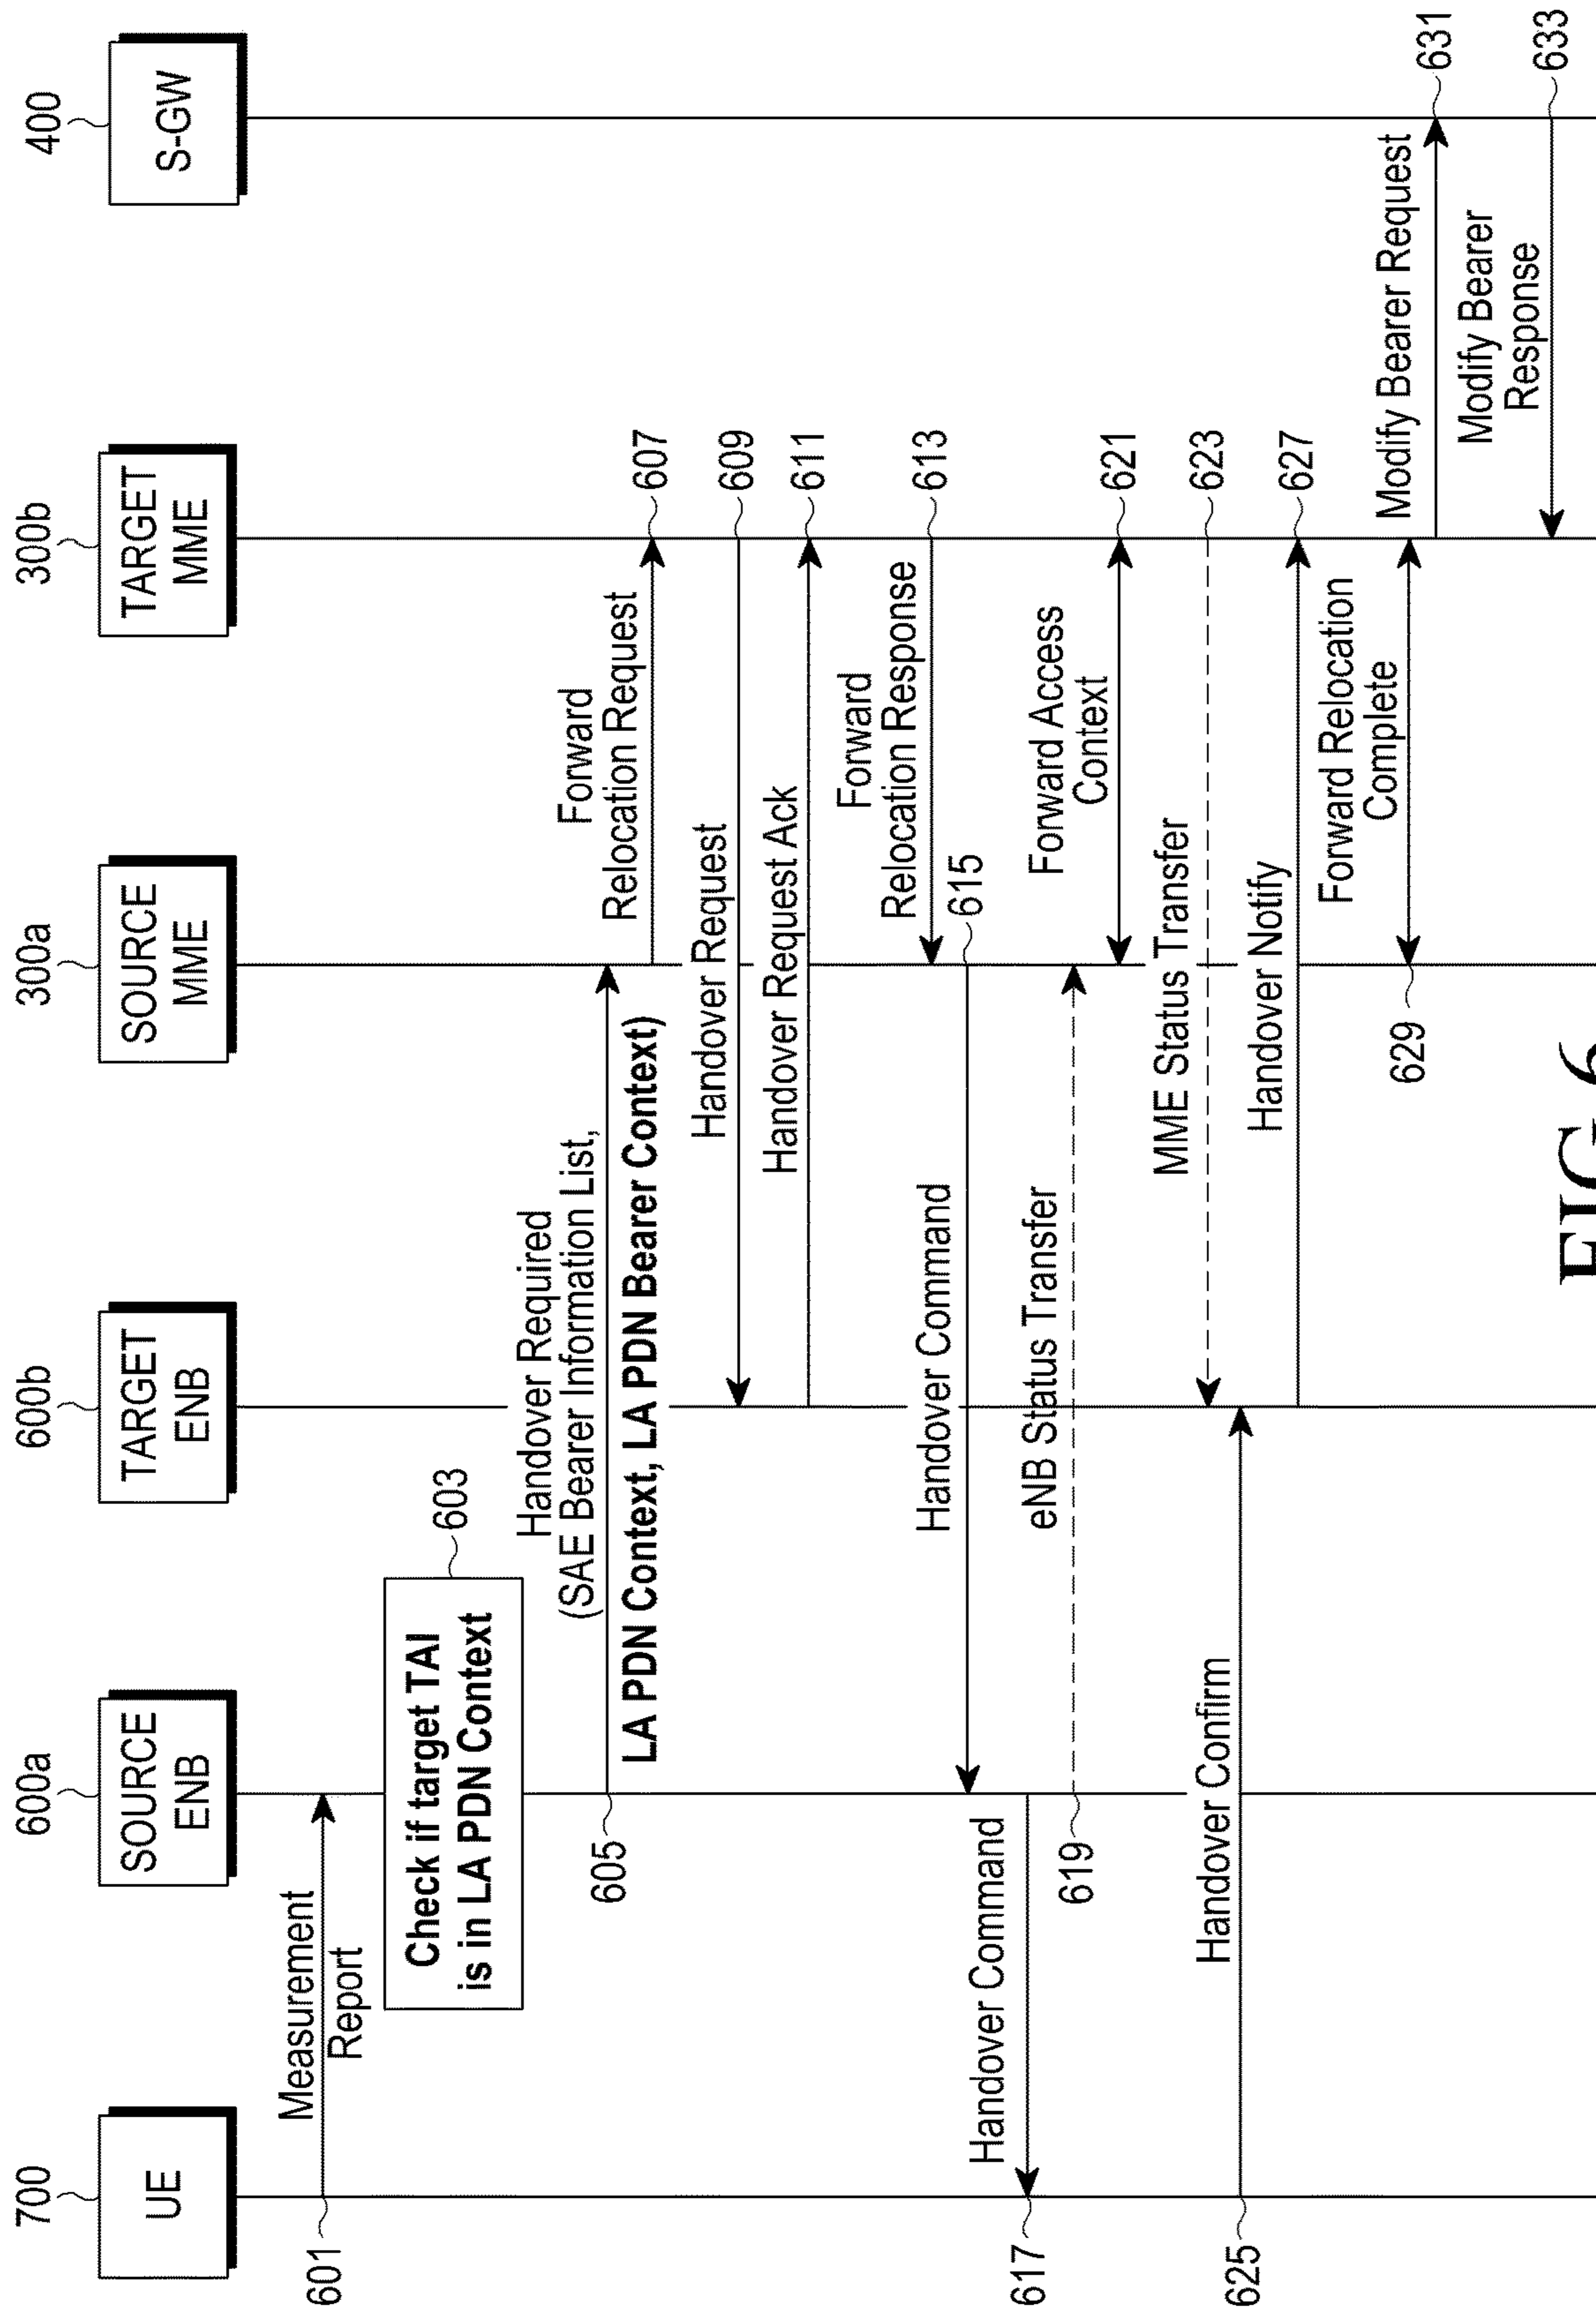 700
600a
600b
300a
300b
400
UE
SOURCE
ENB
TARGET
ENB
SOURCE
MME
TARGET
MME
S-GW
601
Measurement
Report
603
Check if target TAI
is in LA PDN Context
Handover Required
(SAE Bearer Information List,
605
LA PDN Context, LA PDN Bearer Context)
Forward
Relocation Request
607
Handover Request
609
Handover Request Ack
611
Forward
Relocation Response
613
Handover Command
615
Handover Command
617
eNB Status Transfer
619
Forward Access
Context
621
MME Status Transfer
623
Handover Confirm
625
Handover Notify
627
Forward Relocation
Complete
629
Modify Bearer Request
631
Modify Bearer
Response
633
FIG. 6